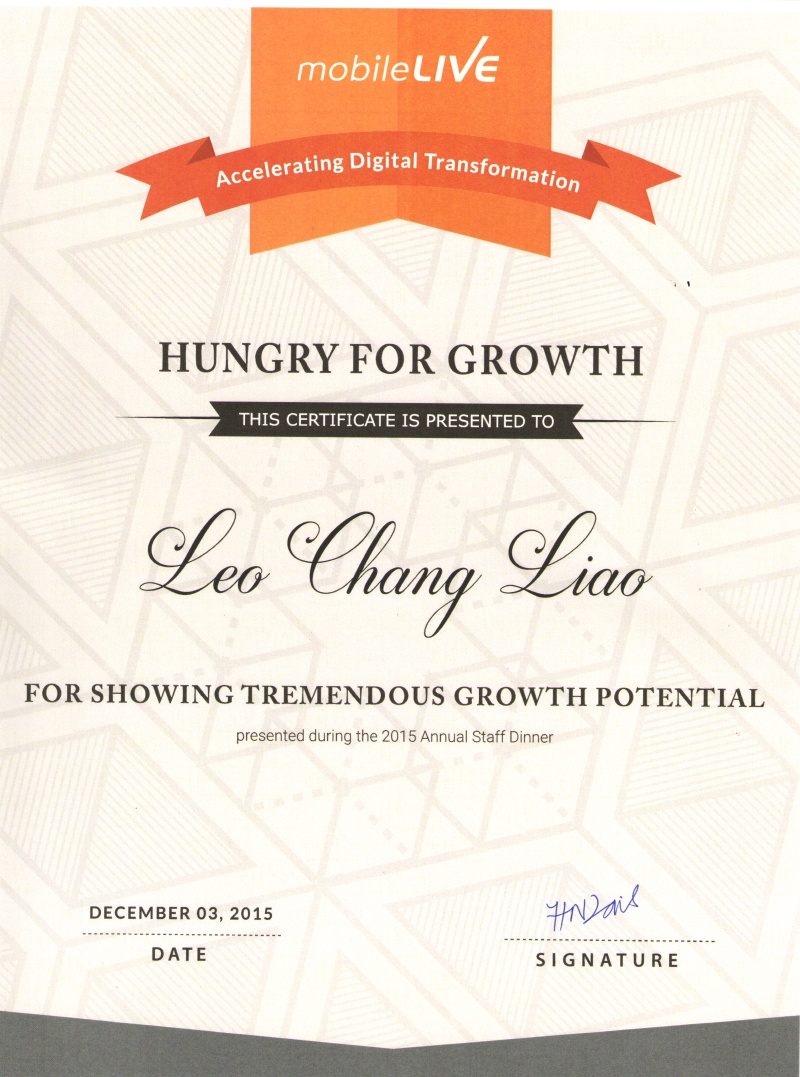 mobileLIVE
Accelerating Digital Transformation
HUNGRY FOR GROWTH
THIS CERTIFICATE IS PRESENTED TO
Leo Chang Liao
FOR SHOWING TREMENDOUS GROWTH POTENTIAL
presented during the 2015 Annual Staff Dinner
DECEMBER 03, 2015
DATE
SIGNATURE